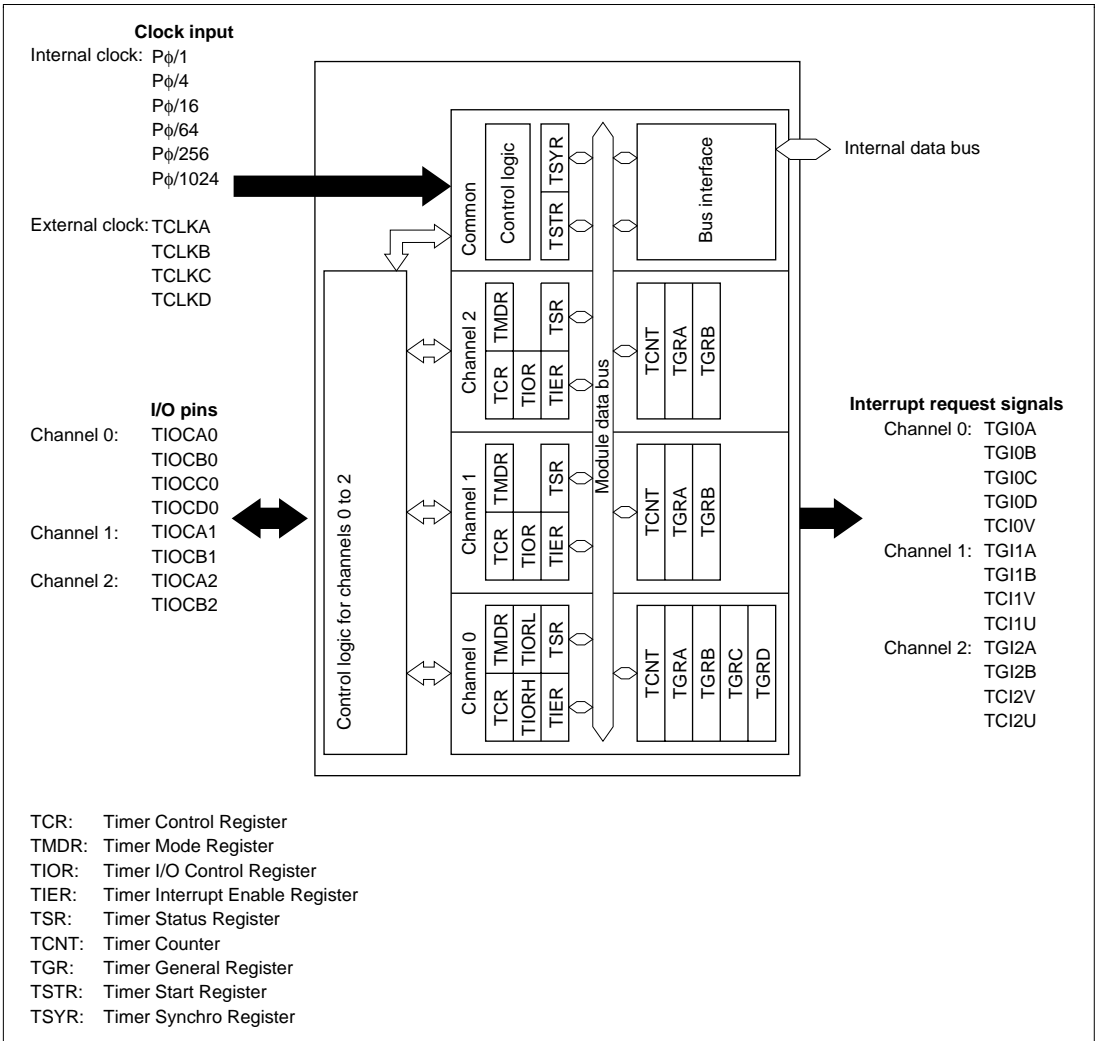 Clock input
Internal clock: Pϕ/1
Pϕ/4
Pϕ/16
Pϕ/64
Pϕ/256
Pϕ/1024
External clock: TCLKA
TCLKB
TCLKC
TCLKD
I/O pins
Channel 0: TIOCA0
TIOCB0
TIOCC0
TIOCD0
Channel 1: TIOCA1
TIOCB1
Channel 2: TIOCA2
TIOCB2
Control logic for channels 0 to 2
Common
Control logic
TSTR TSYR
Bus interface
Internal data bus
Module data bus
Channel 2
TCR TMDR
TIOR
TIER TSR
TCNT
TGRA
TGRB
Channel 1
TCR TMDR
TIOR
TIER TSR
TCNT
TGRA
TGRB
Channel 0
TCR TMDR
TIORH TIORL
TIER TSR
TCNT
TGRA
TGRB
TGRC
TGRD
Interrupt request signals
Channel 0: TGI0A
TGI0B
TGI0C
TGI0D
TCI0V
Channel 1: TGI1A
TGI1B
TCI1V
TCI1U
Channel 2: TGI2A
TGI2B
TCI2V
TCI2U
TCR: Timer Control Register
TMDR: Timer Mode Register
TIOR: Timer I/O Control Register
TIER: Timer Interrupt Enable Register
TSR: Timer Status Register
TCNT: Timer Counter
TGR: Timer General Register
TSTR: Timer Start Register
TSYR: Timer Synchro Register